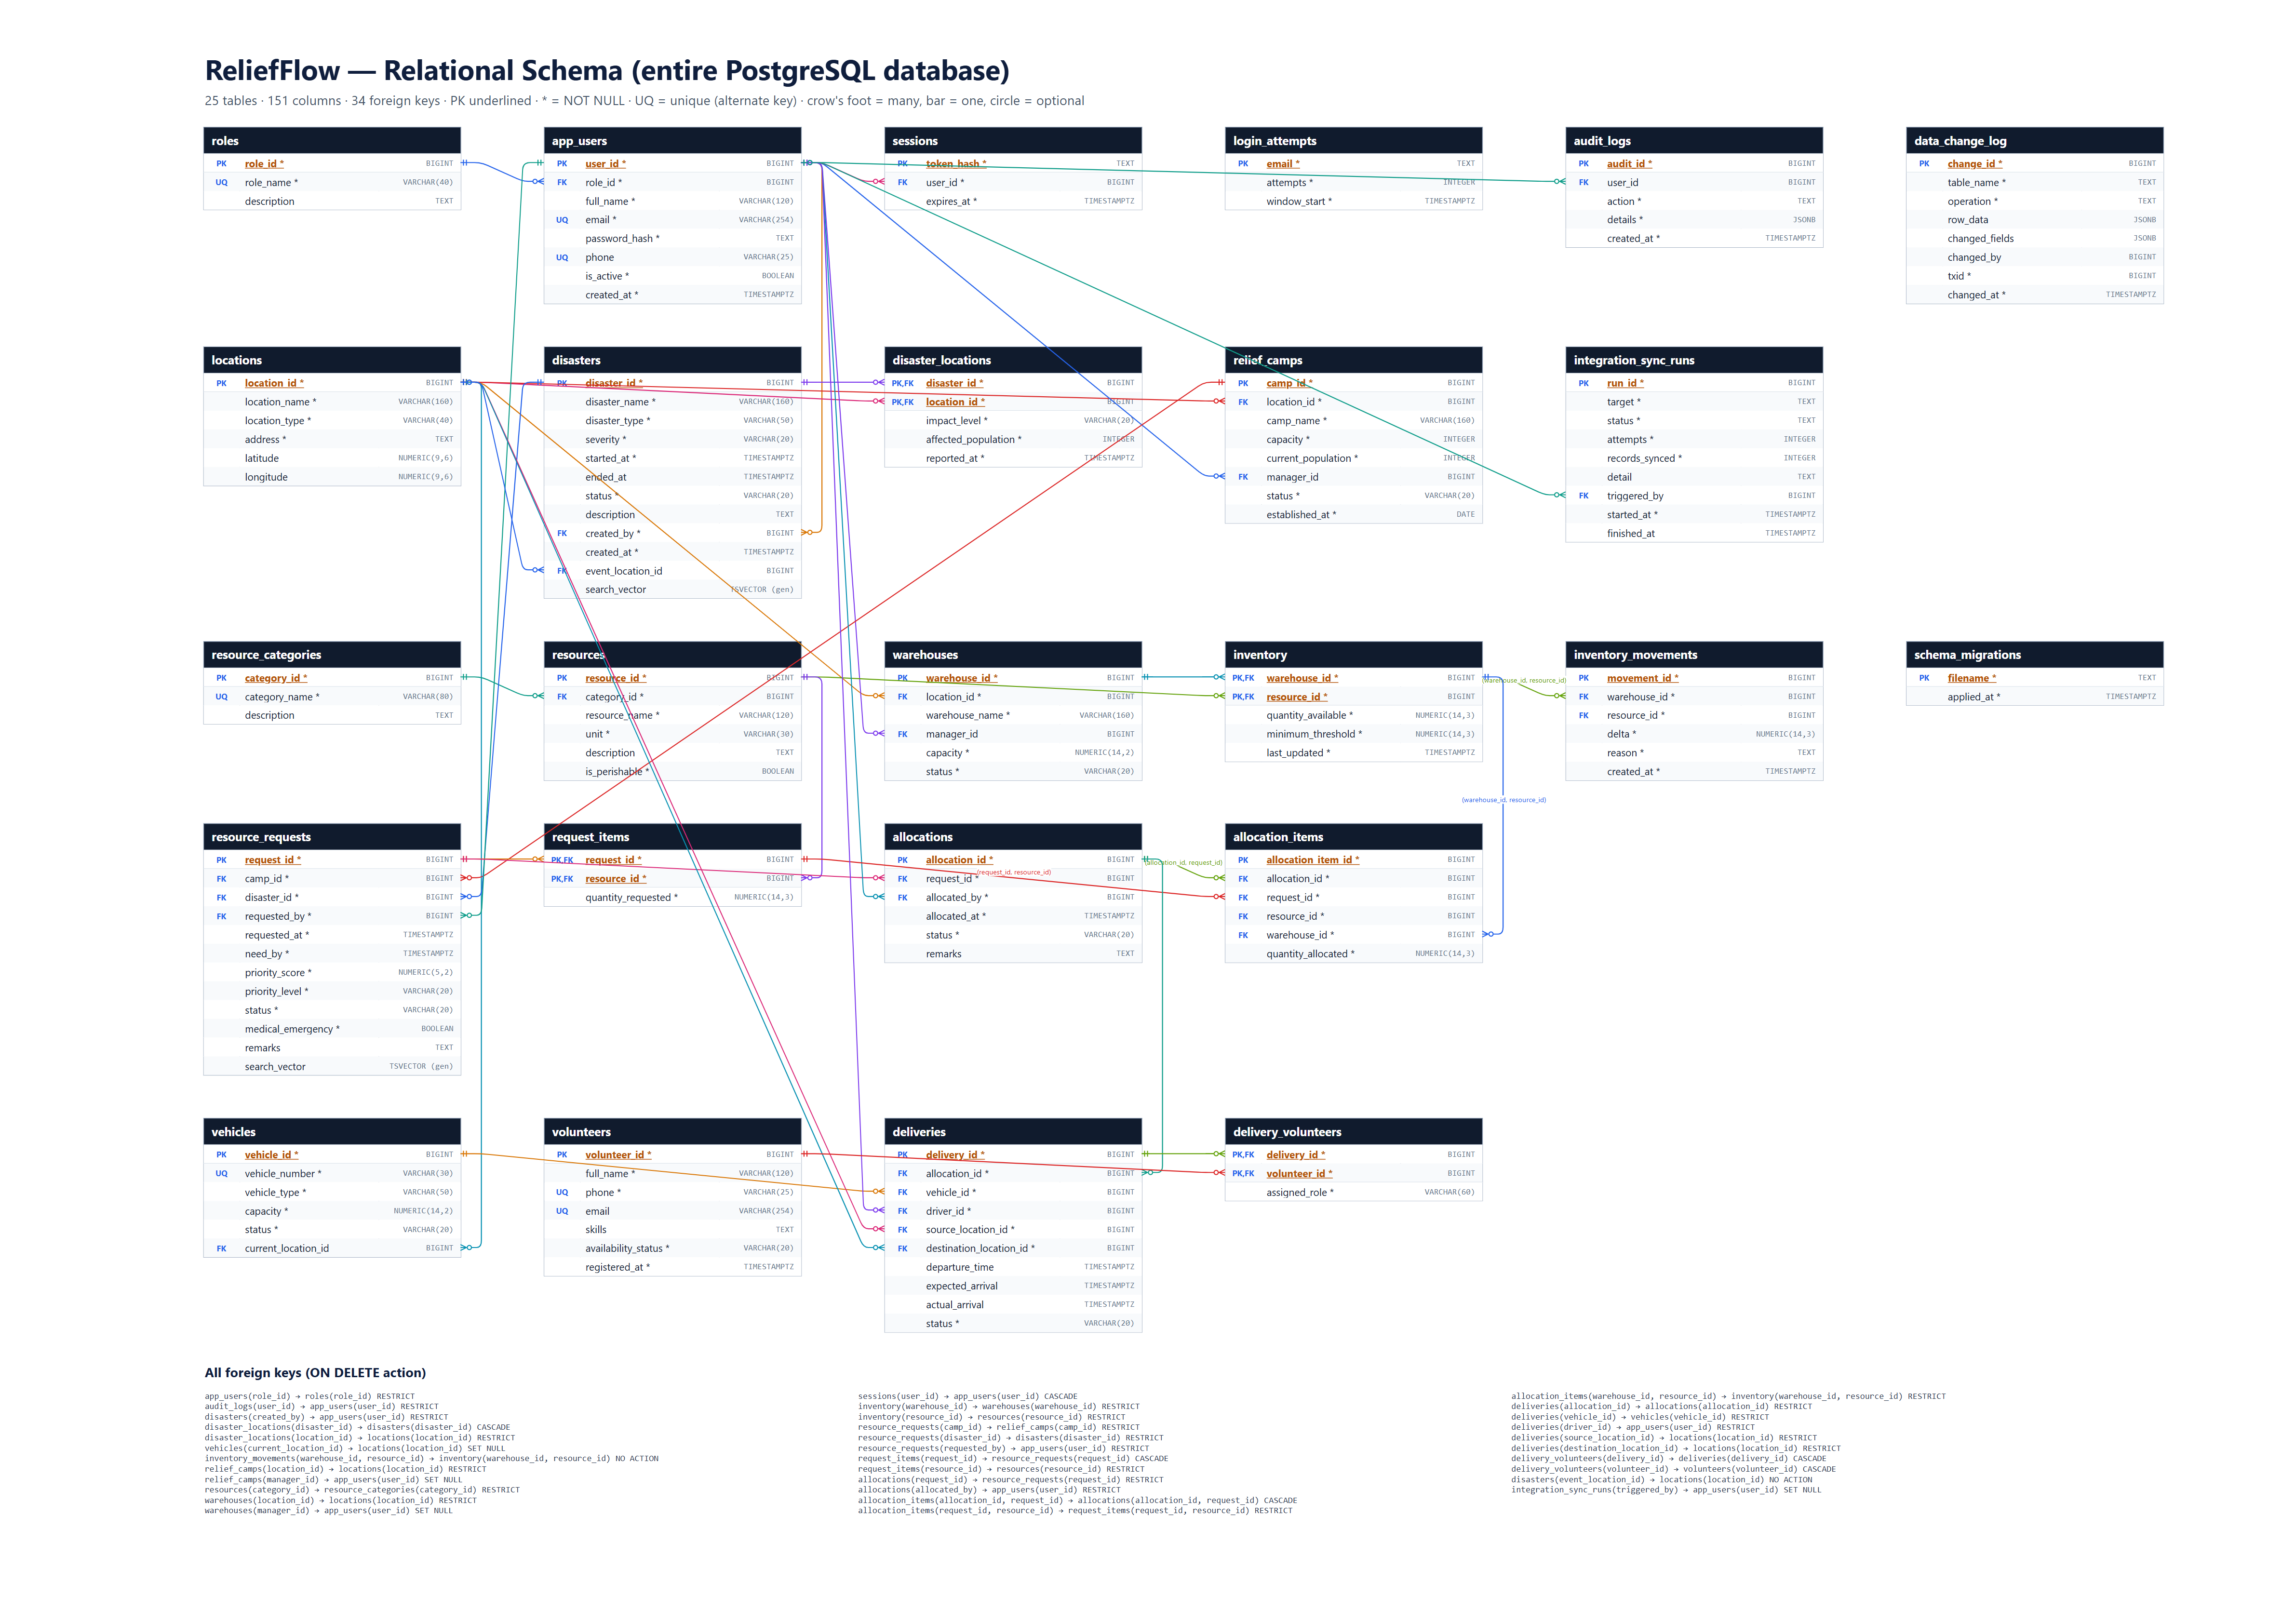 ReliefFlow — Relational Schema (entire PostgreSQL database)
25 tables · 151 columns · 34 foreign keys · PK underlined · * = NOT NULL · UQ = unique (alternate key) · crow's foot = many, bar = one, circle = optional
roles
PK role_id * BIGINT
UQ role_name * VARCHAR(40)
description TEXT
app_users
PK user_id * BIGINT
FK role_id * BIGINT
full_name * VARCHAR(120)
UQ email * VARCHAR(254)
password_hash * TEXT
UQ phone VARCHAR(25)
is_active * BOOLEAN
created_at * TIMESTAMPTZ
sessions
PK token_hash * TEXT
FK user_id * BIGINT
expires_at * TIMESTAMPTZ
login_attempts
PK email * TEXT
attempts * INTEGER
window_start * TIMESTAMPTZ
audit_logs
PK audit_id * BIGINT
FK user_id BIGINT
action * TEXT
details * JSONB
created_at * TIMESTAMPTZ
data_change_log
PK change_id * BIGINT
table_name * TEXT
operation * TEXT
row_data JSONB
changed_fields JSONB
changed_by BIGINT
txid * BIGINT
changed_at * TIMESTAMPTZ
locations
PK location_id * BIGINT
location_name * VARCHAR(160)
location_type * VARCHAR(40)
address * TEXT
latitude NUMERIC(9,6)
longitude NUMERIC(9,6)
disasters
PK disaster_id * BIGINT
disaster_name * VARCHAR(160)
disaster_type * VARCHAR(50)
severity * VARCHAR(20)
started_at * TIMESTAMPTZ
ended_at TIMESTAMPTZ
status * VARCHAR(20)
description TEXT
FK created_by * BIGINT
created_at * TIMESTAMPTZ
FK event_location_id BIGINT
search_vector TSVECTOR (gen)
disaster_locations
PK,FK disaster_id * BIGINT
PK,FK location_id * BIGINT
impact_level * VARCHAR(20)
affected_population * INTEGER
reported_at * TIMESTAMPTZ
relief_camps
PK camp_id * BIGINT
FK location_id * BIGINT
camp_name * VARCHAR(160)
capacity * INTEGER
current_population * INTEGER
FK manager_id BIGINT
status * VARCHAR(20)
established_at * DATE
integration_sync_runs
PK run_id * BIGINT
target * TEXT
status * TEXT
attempts * INTEGER
records_synced * INTEGER
detail TEXT
FK triggered_by BIGINT
started_at * TIMESTAMPTZ
finished_at TIMESTAMPTZ
resource_categories
PK category_id * BIGINT
UQ category_name * VARCHAR(80)
description TEXT
resources
PK resource_id * BIGINT
FK category_id * BIGINT
resource_name * VARCHAR(120)
unit * VARCHAR(30)
description TEXT
is_perishable * BOOLEAN
warehouses
PK warehouse_id * BIGINT
FK location_id * BIGINT
warehouse_name * VARCHAR(160)
FK manager_id BIGINT
capacity * NUMERIC(14,2)
status * VARCHAR(20)
inventory
PK,FK warehouse_id * BIGINT
PK,FK resource_id * BIGINT
quantity_available * NUMERIC(14,3)
minimum_threshold * NUMERIC(14,3)
last_updated * TIMESTAMPTZ
(warehouse_id, resource_id)
inventory_movements
PK movement_id * BIGINT
FK warehouse_id * BIGINT
FK resource_id * BIGINT
delta * NUMERIC(14,3)
reason * TEXT
created_at * TIMESTAMPTZ
schema_migrations
PK filename * TEXT
applied_at * TIMESTAMPTZ
(warehouse_id, resource_id)
resource_requests
PK request_id * BIGINT
FK camp_id * BIGINT
FK disaster_id * BIGINT
FK requested_by * BIGINT
requested_at * TIMESTAMPTZ
need_by * TIMESTAMPTZ
priority_score * NUMERIC(5,2)
priority_level * VARCHAR(20)
status * VARCHAR(20)
medical_emergency * BOOLEAN
remarks TEXT
search_vector TSVECTOR (gen)
request_items
PK,FK request_id * BIGINT
PK,FK resource_id * BIGINT
quantity_requested * NUMERIC(14,3)
allocations
PK allocation_id * BIGINT
FK request_id * BIGINT
FK allocated_by * BIGINT
allocated_at * TIMESTAMPTZ
status * VARCHAR(20)
remarks TEXT
(request_id, resource_id)
(allocation_id, request_id)
allocation_items
PK allocation_item_id * BIGINT
FK allocation_id * BIGINT
FK request_id * BIGINT
FK resource_id * BIGINT
FK warehouse_id * BIGINT
quantity_allocated * NUMERIC(14,3)
vehicles
PK vehicle_id * BIGINT
UQ vehicle_number * VARCHAR(30)
vehicle_type * VARCHAR(50)
capacity * NUMERIC(14,2)
status * VARCHAR(20)
FK current_location_id BIGINT
volunteers
PK volunteer_id * BIGINT
full_name * VARCHAR(120)
UQ phone * VARCHAR(25)
UQ email VARCHAR(254)
skills TEXT
availability_status * VARCHAR(20)
registered_at * TIMESTAMPTZ
deliveries
PK delivery_id * BIGINT
FK allocation_id * BIGINT
FK vehicle_id * BIGINT
FK driver_id * BIGINT
FK source_location_id * BIGINT
FK destination_location_id * BIGINT
departure_time TIMESTAMPTZ
expected_arrival TIMESTAMPTZ
actual_arrival TIMESTAMPTZ
status * VARCHAR(20)
delivery_volunteers
PK,FK delivery_id * BIGINT
PK,FK volunteer_id * BIGINT
assigned_role * VARCHAR(60)
All foreign keys (ON DELETE action)
app_users(role_id) → roles(role_id) RESTRICT
audit_logs(user_id) → app_users(user_id) RESTRICT
disasters(created_by) → app_users(user_id) RESTRICT
disaster_locations(disaster_id) → disasters(disaster_id) CASCADE
disaster_locations(location_id) → locations(location_id) RESTRICT
vehicles(current_location_id) → locations(location_id) SET NULL
inventory_movements(warehouse_id, resource_id) → inventory(warehouse_id, resource_id) NO ACTION
relief_camps(location_id) → locations(location_id) RESTRICT
relief_camps(manager_id) → app_users(user_id) SET NULL
resources(category_id) → resource_categories(category_id) RESTRICT
warehouses(location_id) → locations(location_id) RESTRICT
warehouses(manager_id) → app_users(user_id) SET NULL
sessions(user_id) → app_users(user_id) CASCADE
inventory(warehouse_id) → warehouses(warehouse_id) RESTRICT
inventory(resource_id) → resources(resource_id) RESTRICT
resource_requests(camp_id) → relief_camps(camp_id) RESTRICT
resource_requests(disaster_id) → disasters(disaster_id) RESTRICT
resource_requests(requested_by) → app_users(user_id) RESTRICT
request_items(request_id) → resource_requests(request_id) CASCADE
request_items(resource_id) → resources(resource_id) RESTRICT
allocations(request_id) → resource_requests(request_id) RESTRICT
allocations(allocated_by) → app_users(user_id) RESTRICT
allocation_items(allocation_id, request_id) → allocations(allocation_id, request_id) CASCADE
allocation_items(request_id, resource_id) → request_items(request_id, resource_id) RESTRICT
allocation_items(warehouse_id, resource_id) → inventory(warehouse_id, resource_id) RESTRICT
deliveries(allocation_id) → allocations(allocation_id) RESTRICT
deliveries(vehicle_id) → vehicles(vehicle_id) RESTRICT
deliveries(driver_id) → app_users(user_id) RESTRICT
deliveries(source_location_id) → locations(location_id) RESTRICT
deliveries(destination_location_id) → locations(location_id) RESTRICT
delivery_volunteers(delivery_id) → deliveries(delivery_id) CASCADE
delivery_volunteers(volunteer_id) → volunteers(volunteer_id) CASCADE
disasters(event_location_id) → locations(location_id) NO ACTION
integration_sync_runs(triggered_by) → app_users(user_id) SET NULL